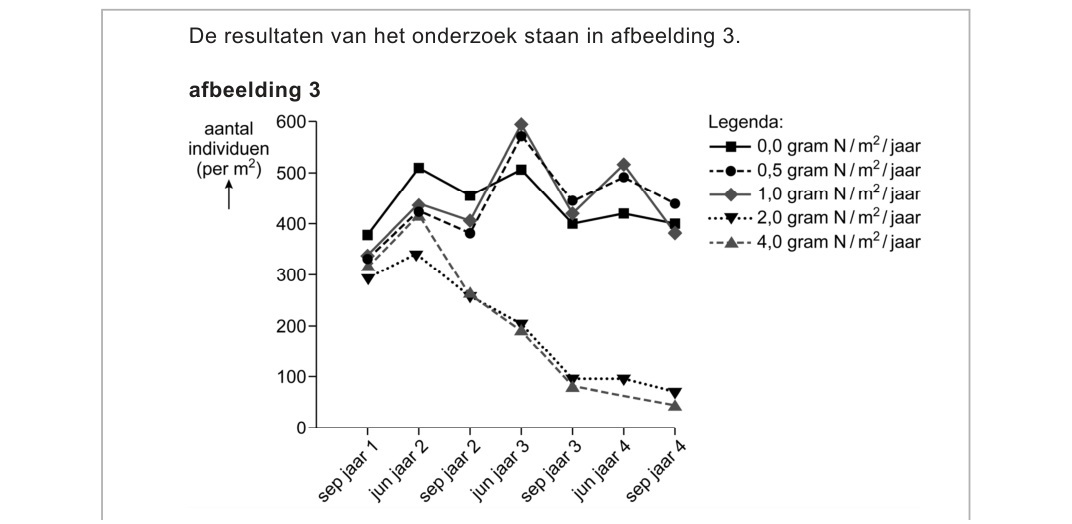 De resultaten van het onderzoek staan in afbeelding 3.
afbeelding 3
aantal
individuen
(per m²)
600
500
400
300
200
100
0
sep jaar 1
jun jaar 2
sep jaar 2
jun jaar 3
sep jaar 3
jun jaar 4
sep jaar 4
Legenda:
0,0 gram N/m²/jaar
0,5 gram N/m²/jaar
1,0 gram N/m²/jaar
2,0 gram N/m²/jaar
4,0 gram N/m²/jaar